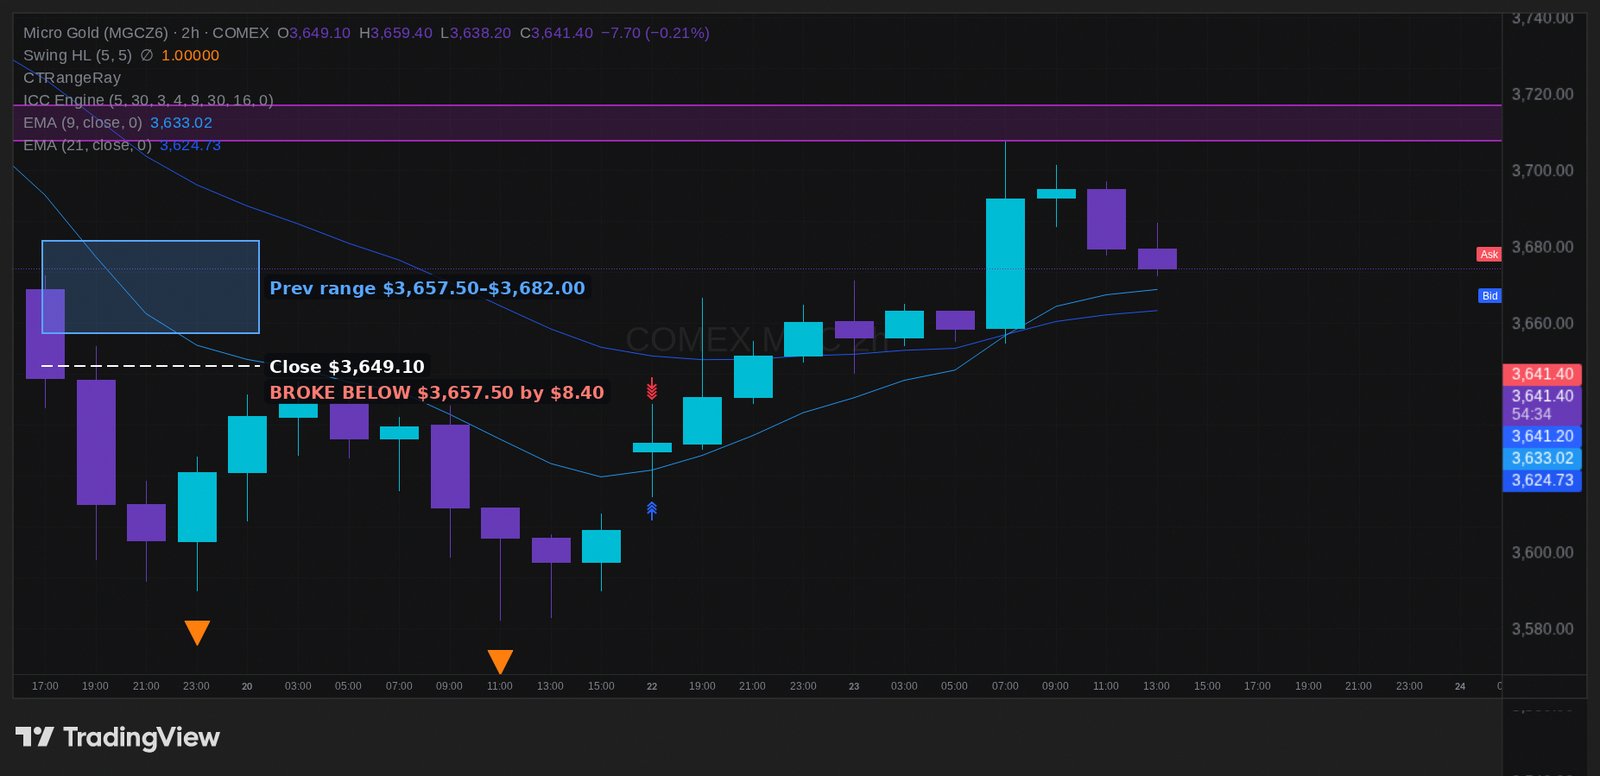 Micro Gold (MGCZ6) · 2h · COMEX O3,649.10 H3,659.40 L3,638.20 C3,641.40 −7.70 (−0.21%)
Swing HL (5, 5) ∅ 1.00000
CTRangeRay
ICC Engine (5, 30, 3, 4, 9, 30, 16, 0)
EMA (9, close, 0) 3,633.02
EMA (21, close, 0) 3,624.73
3,740.00
3,720.00
3,700.00
3,680.00
Ask
Prev range $3,657.50–$3,682.00
Bid
3,660.00
COMEX M 2h
Close $3,649.10
3,641.40
BROKE BELOW $3,657.50 by $8.40
3,641.40
54:34
3,641.20
3,633.02
3,624.73
3,600.00
3,580.00
17:00 19:00 21:00 23:00 20 03:00 05:00 07:00 09:00 11:00 13:00 15:00 22 19:00 21:00 23:00 23 03:00 05:00 07:00 09:00 11:00 13:00 15:00 17:00 19:00 21:00 23:00 24
TradingView